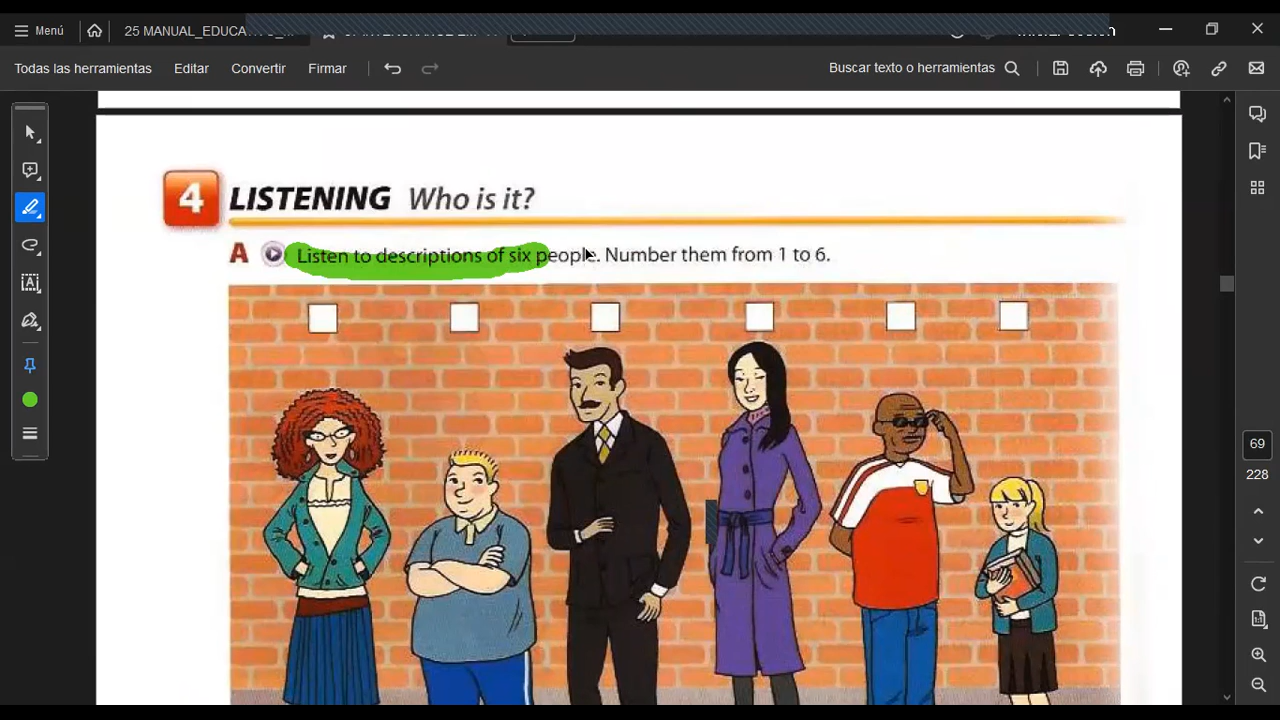 Menú
25 MANUAL_EDUCA
Todas las herramientas
Editar
Convertir
Firmar
Buscar texto o herramientas
4 LISTENING Who is it?
A Listen to descriptions of six people. Number them from 1 to 6.
69
228